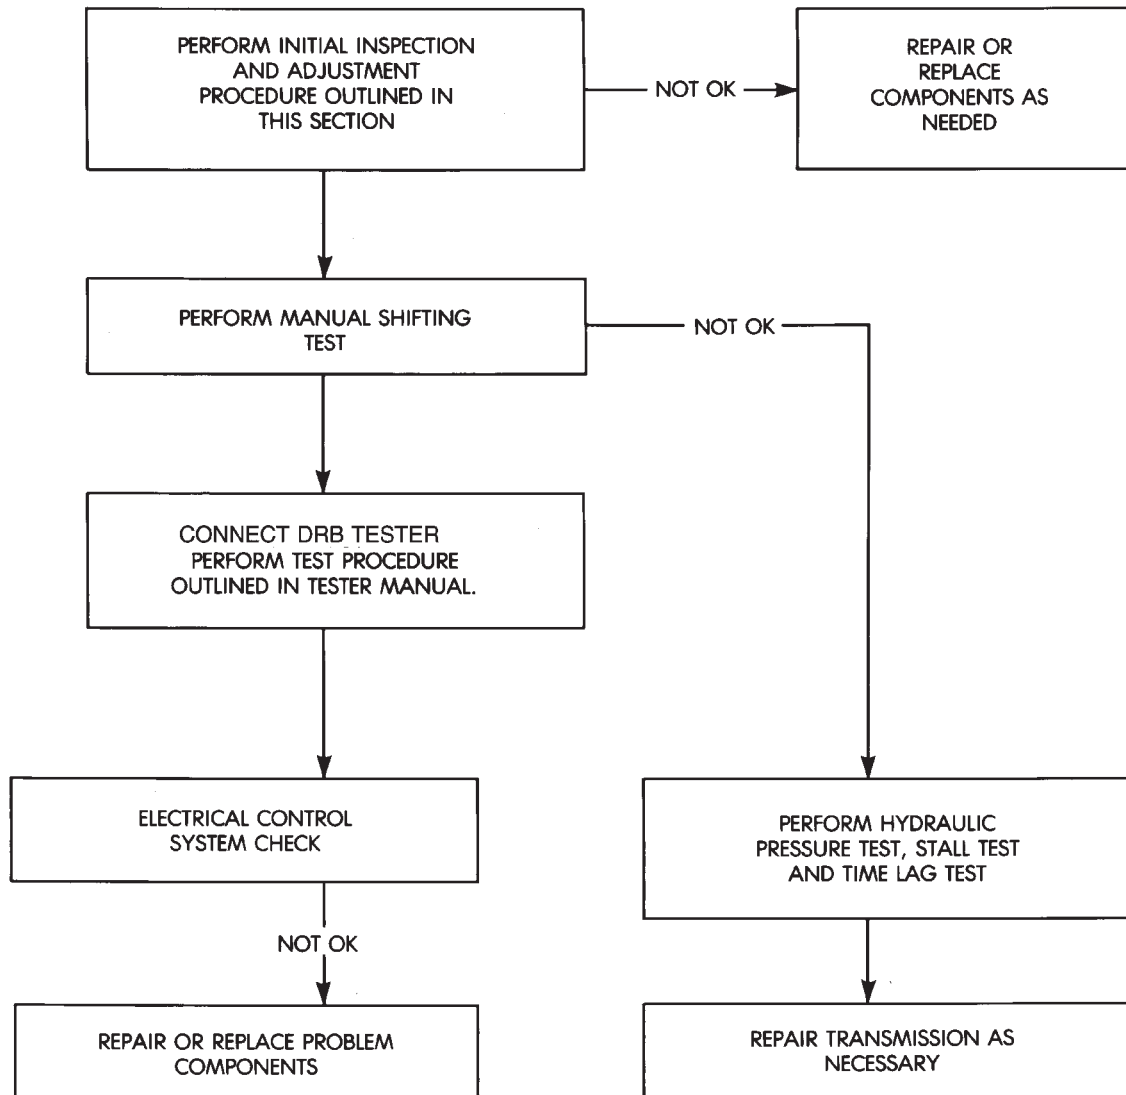 PERFORM INITIAL INSPECTION
AND ADJUSTMENT
PROCEDURE OUTLINED IN
THIS SECTION
NOT OK
REPAIR OR
REPLACE
COMPONENTS AS
NEEDED
PERFORM MANUAL SHIFTING
TEST
NOT OK
CONNECT DRB TESTER
PERFORM TEST PROCEDURE
OUTLINED IN TESTER MANUAL.
ELECTRICAL CONTROL
SYSTEM CHECK
PERFORM HYDRAULIC
PRESSURE TEST, STALL TEST
AND TIME LAG TEST
NOT OK
REPAIR OR REPLACE PROBLEM
COMPONENTS
REPAIR TRANSMISSION AS
NECESSARY